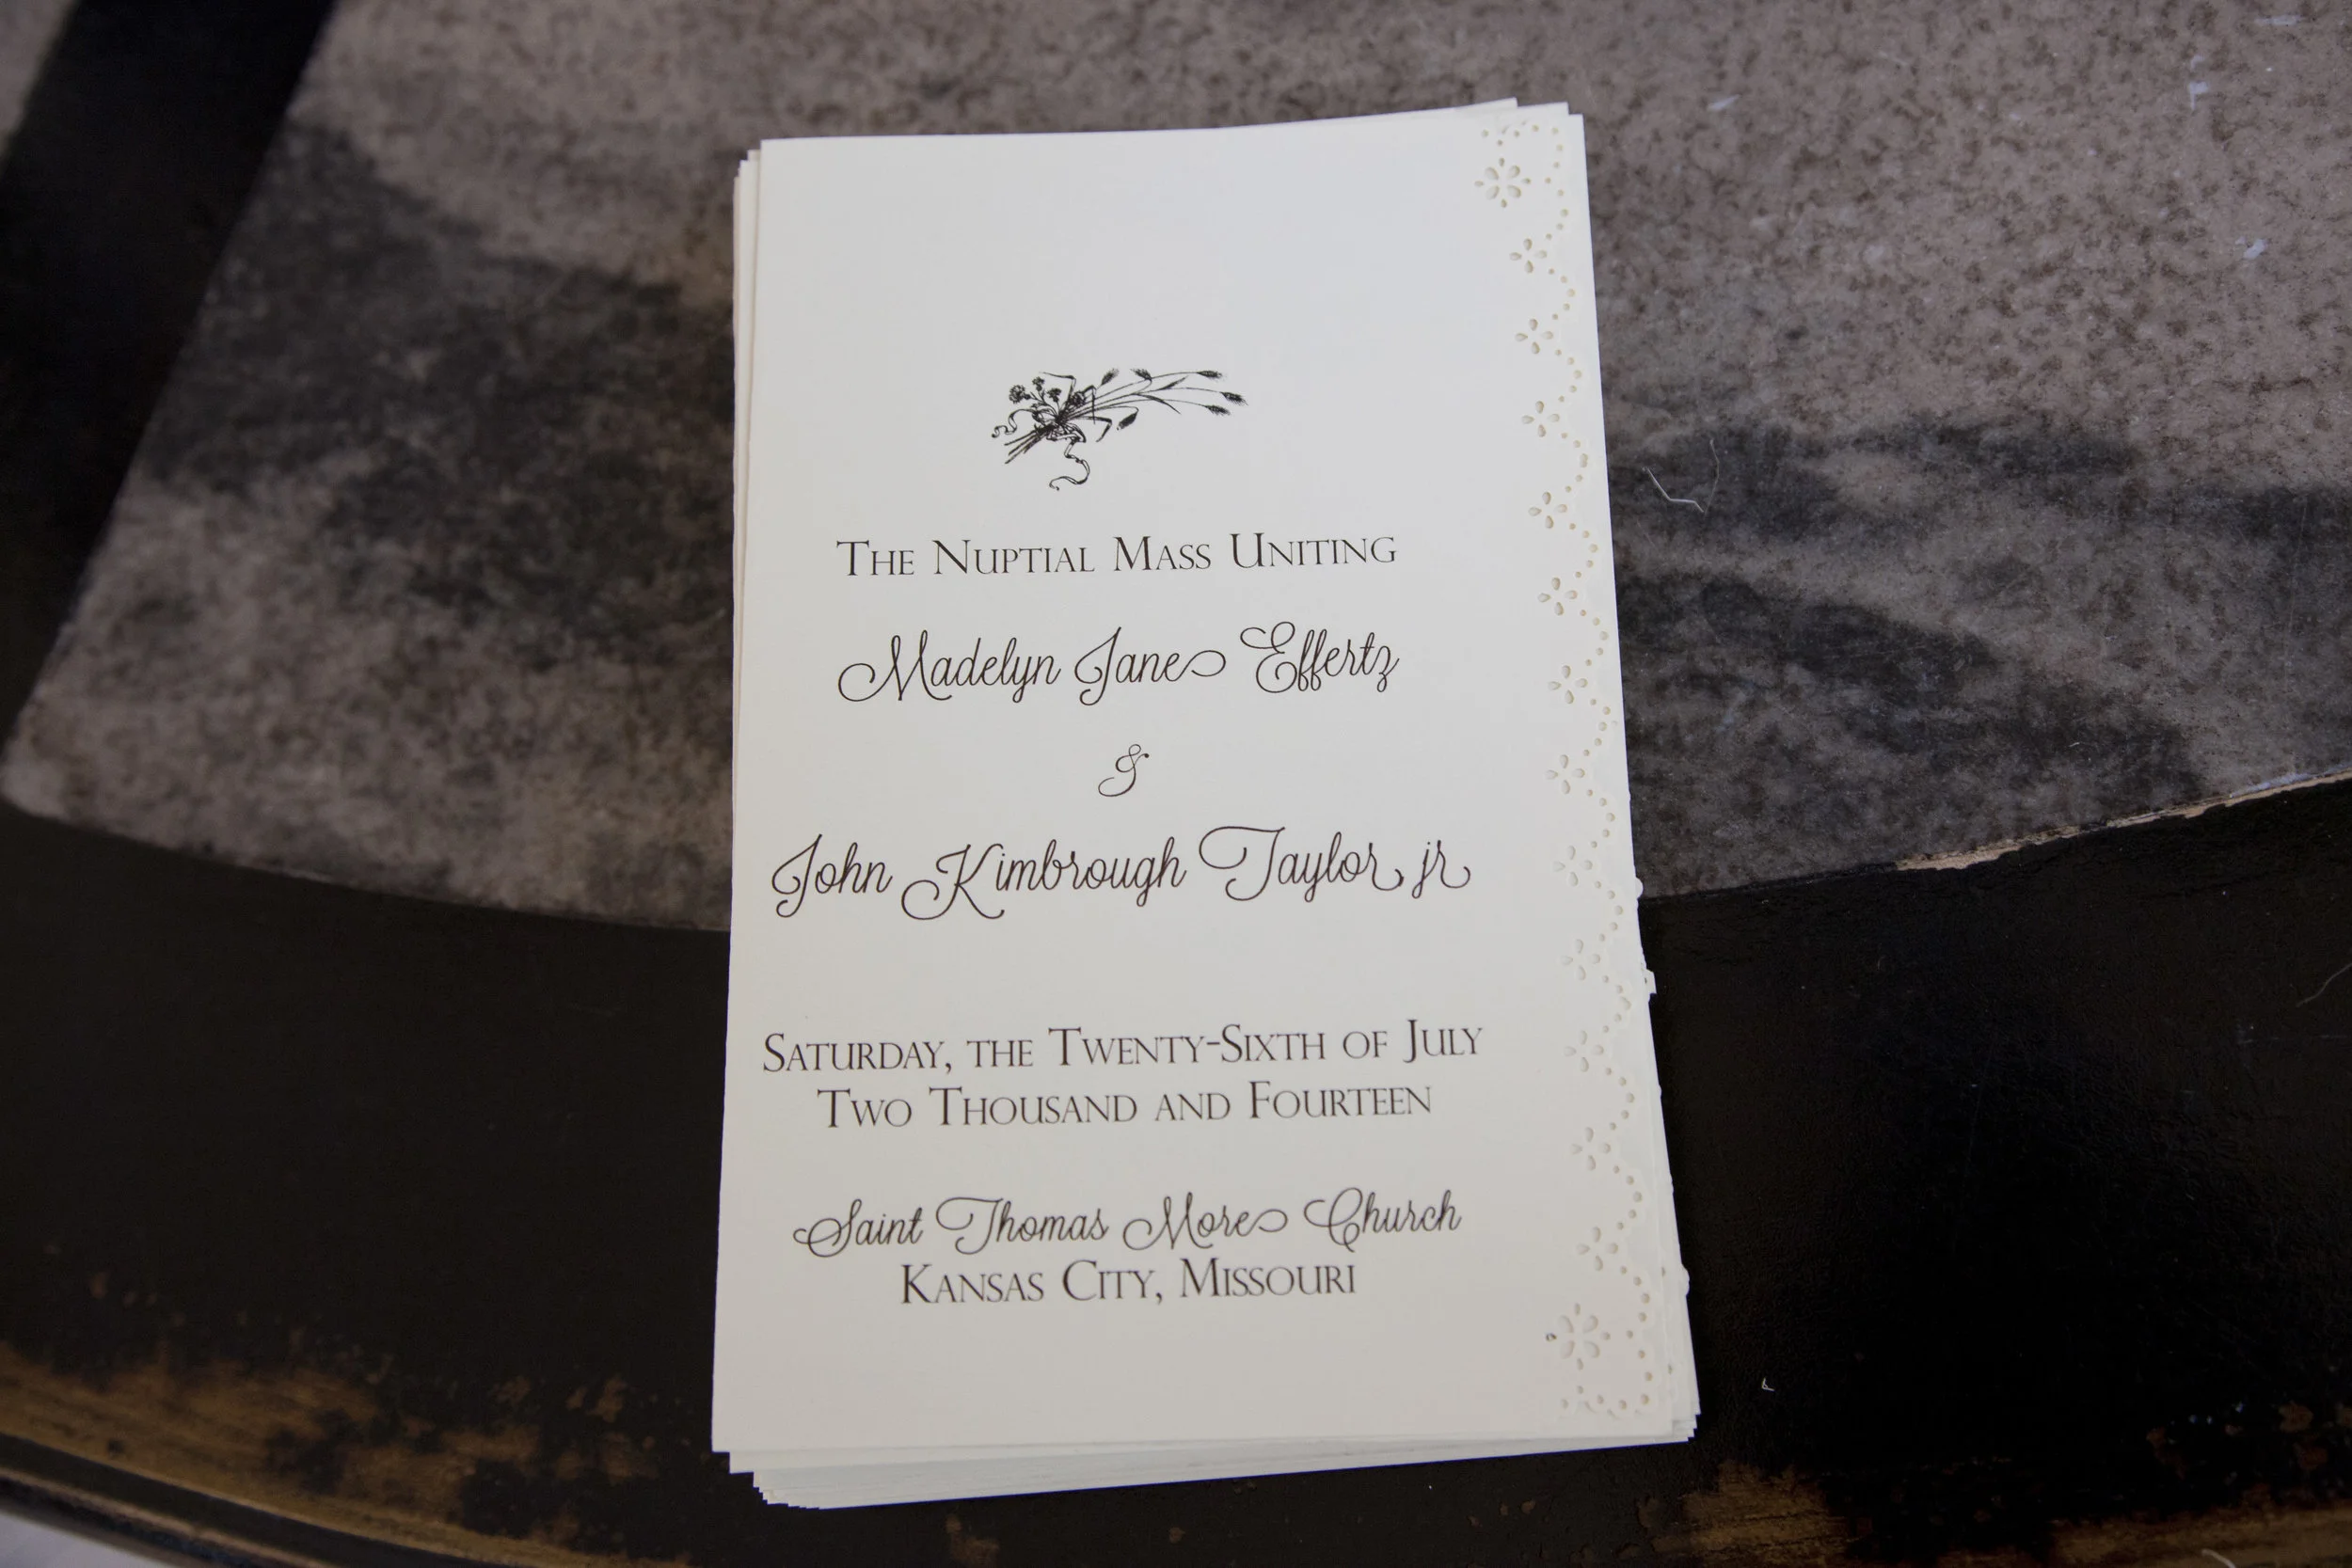 The Nuptial Mass Uniting
Madelyn Jane Effertz
&
John Kimbrough Taylor, jr
Saturday, the Twenty-Sixth of July
Two Thousand and Fourteen
Saint Thomas More Church
Kansas City, Missouri